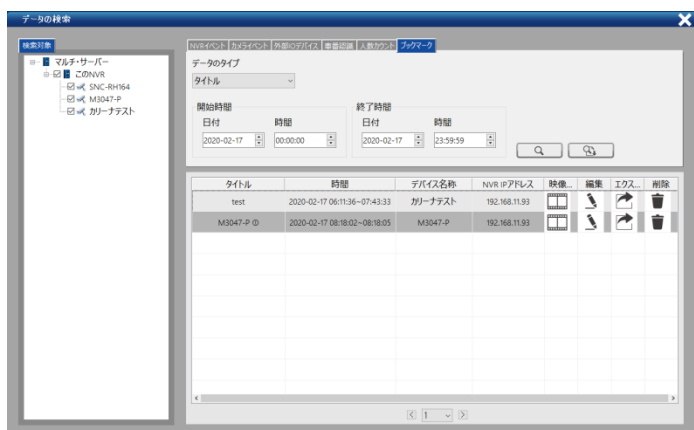 データの検索
検索対象
マルチ・サーバー
このNVR
SNC-RH164
M3047-P
カリーナテスト
NVRイベント カメライベント 外部IOデバイス 車番認識 人数カウント ブックマーク
データのタイプ
タイトル
開始時間 終了時間
日付 時間 日付 時間
2020-02-17 00:00:00 2020-02-17 23:59:59
タイトル 時間 デバイス名称 NVR IPアドレス 映像... 編集 エクス... 削除
test 2020-02-17 06:11:36~07:43:33 カリーナテスト 192.168.11.93
M3047-P ① 2020-02-17 08:18:02~08:18:05 M3047-P 192.168.11.93
1